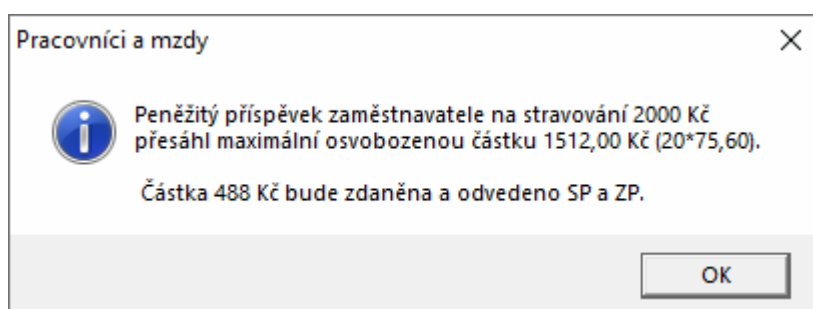 Pracovníci a mzdy
Peněžitý příspěvek zaměstnavatele na stravování 2000 Kč
přesáhl maximální osvobozenou částku 1512,00 Kč (20*75,60).
Částka 488 Kč bude zdaněna a odvedeno SP a ZP.
OK